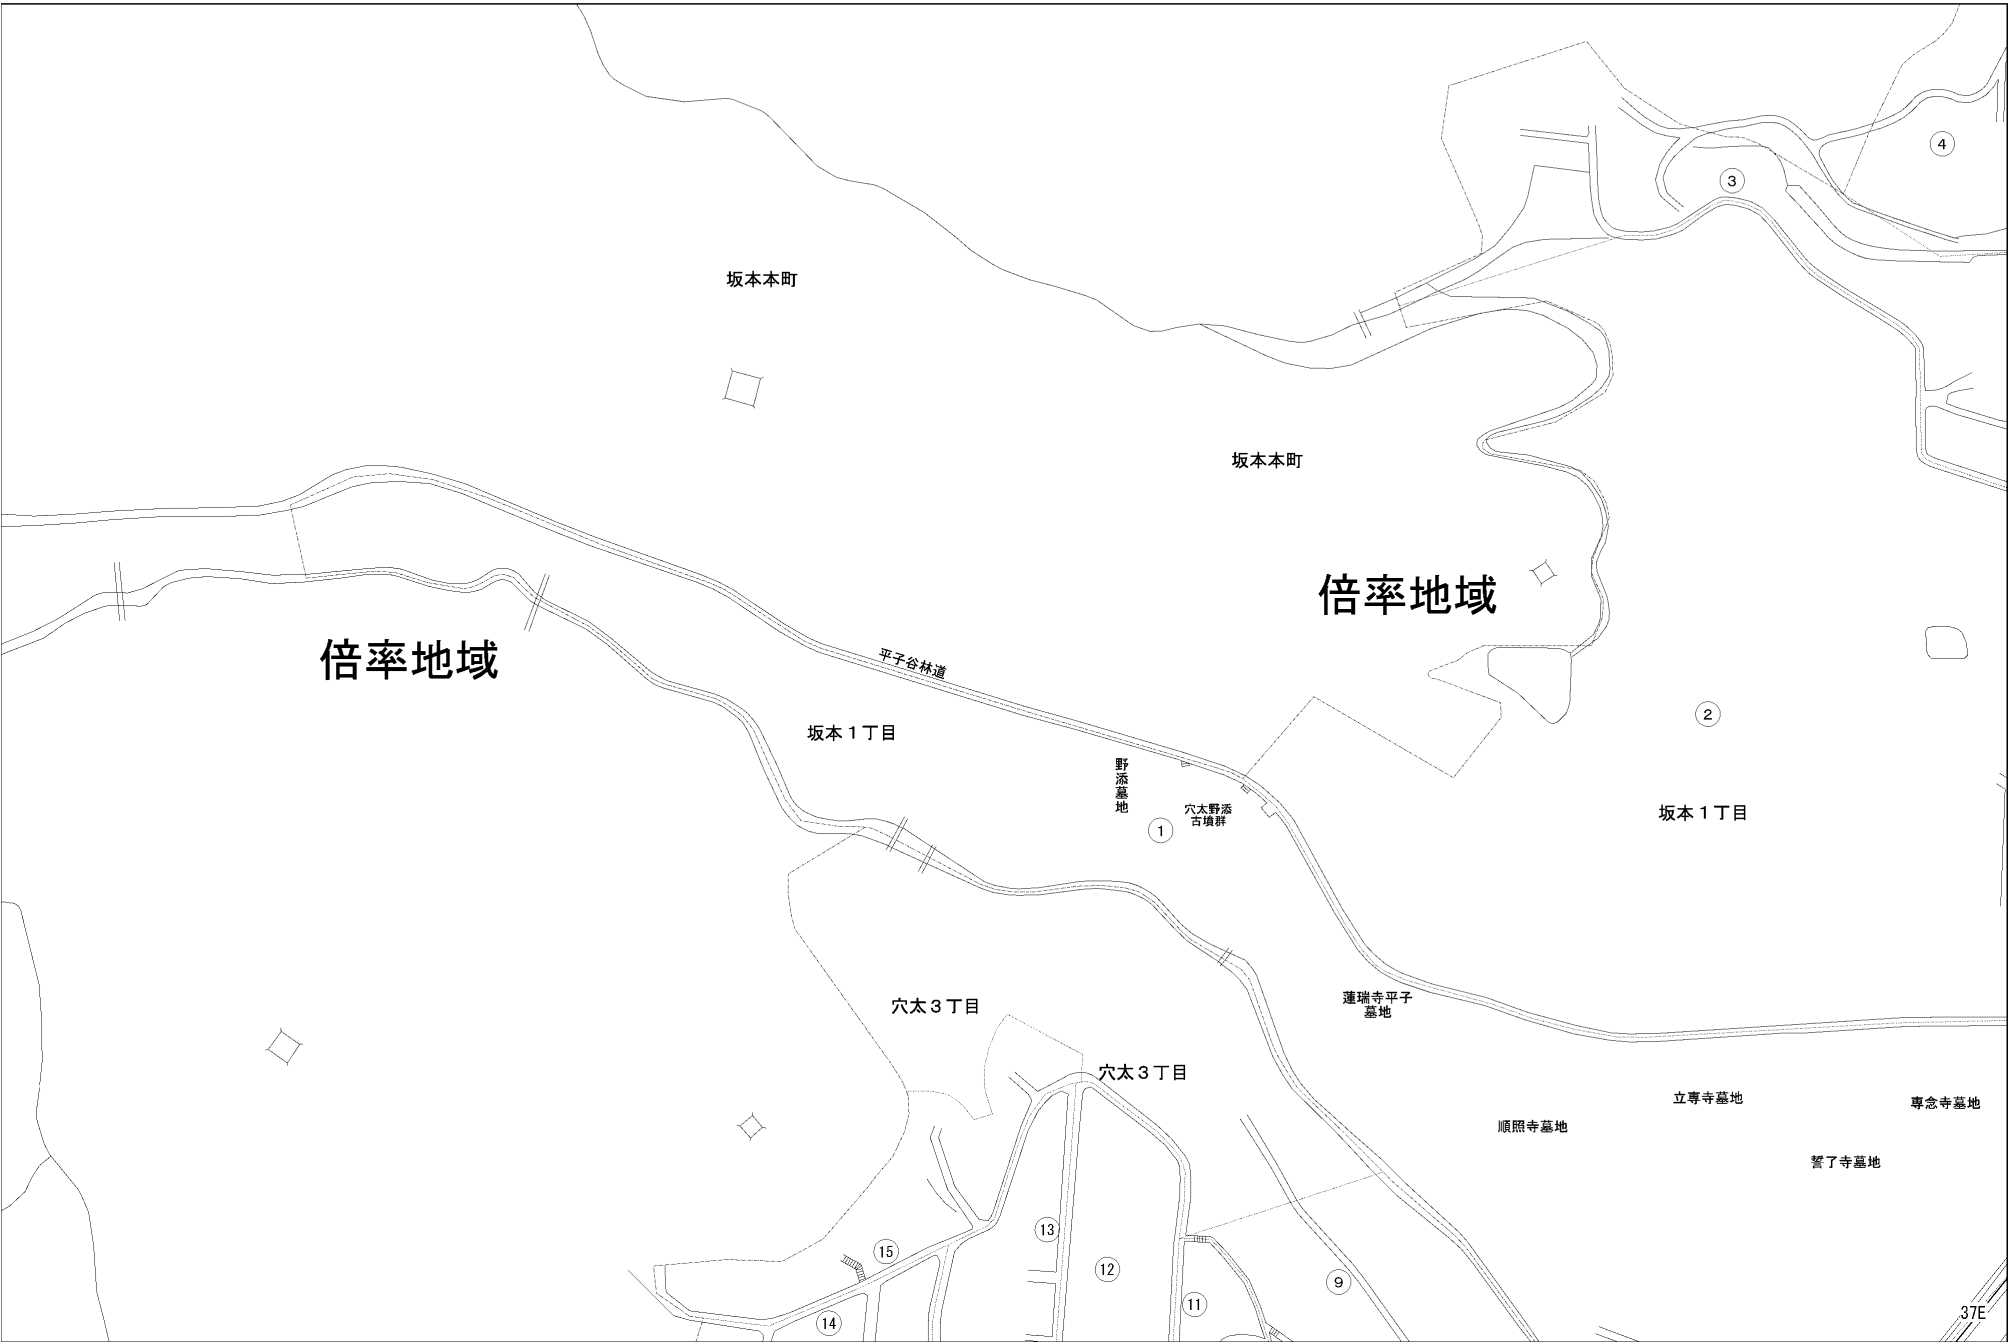 ④
③
坂本本町
坂本本町
倍率地域
倍率地域
平子谷林道
②
坂本１丁目
野添墓地
穴太野添
古墳群
①
坂本１丁目
蓮瑞寺平子
墓地
穴太３丁目
穴太３丁目
立専寺墓地
専念寺墓地
順照寺墓地
誓了寺墓地
⑬
⑮
⑫
⑨
⑪
⑭
37E